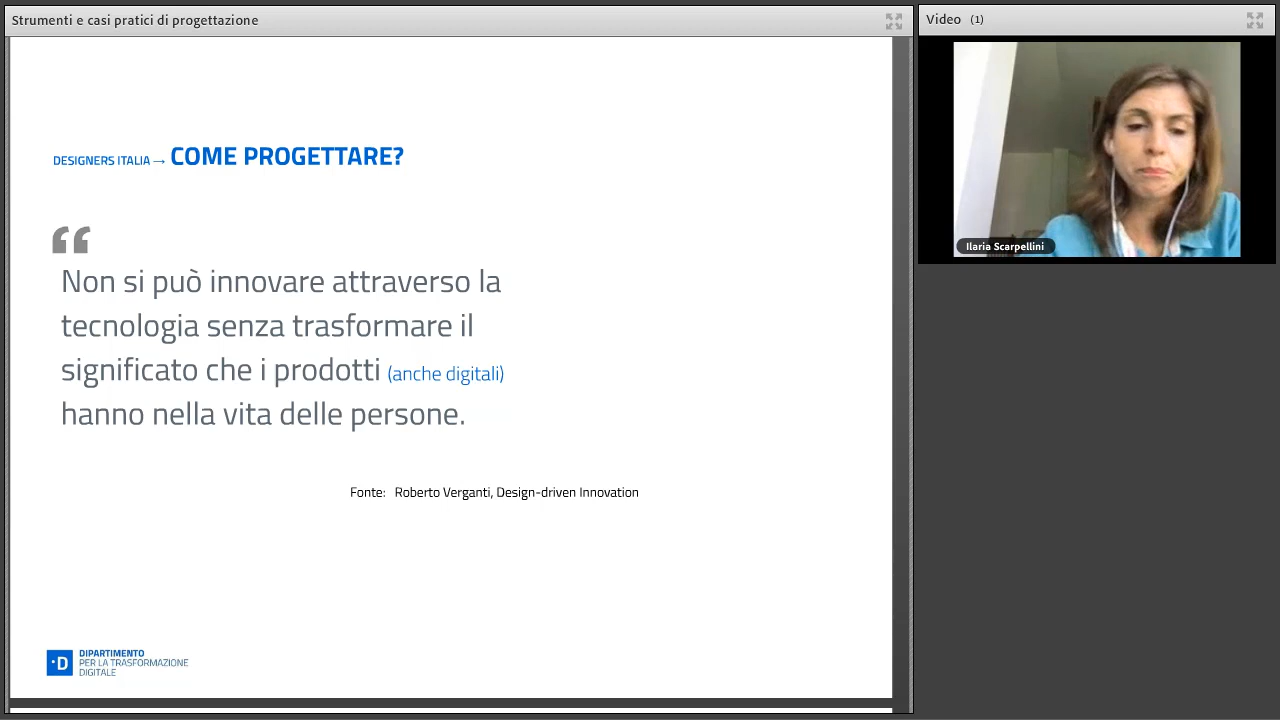 Strumenti e casi pratici di progettazione
Video (1)
DESIGNERS ITALIA → COME PROGETTARE?
“
Non si può innovare attraverso la
tecnologia senza trasformare il
significato che i prodotti (anche digitali)
hanno nella vita delle persone.
Fonte: Roberto Verganti, Design-driven Innovation
·D
DIPARTIMENTO
PER LA TRASFORMAZIONE
DIGITALE
Ilaria Scarpellini